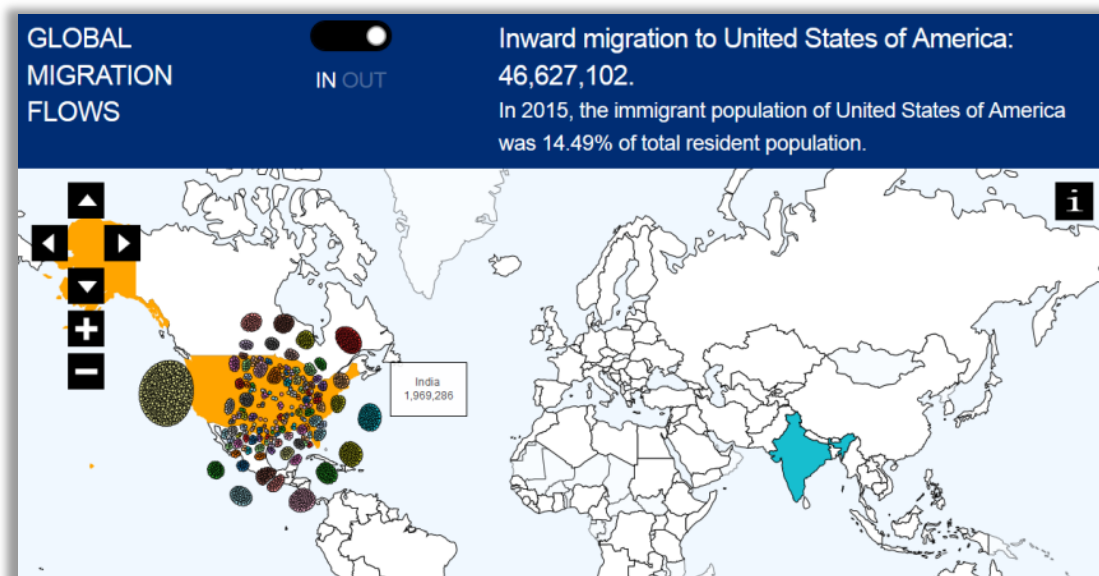 GLOBAL
MIGRATION
FLOWS
IN OUT
Inward migration to United States of America:
46,627,102.
In 2015, the immigrant population of United States of America
was 14.49% of total resident population.
i
India
1,969,286